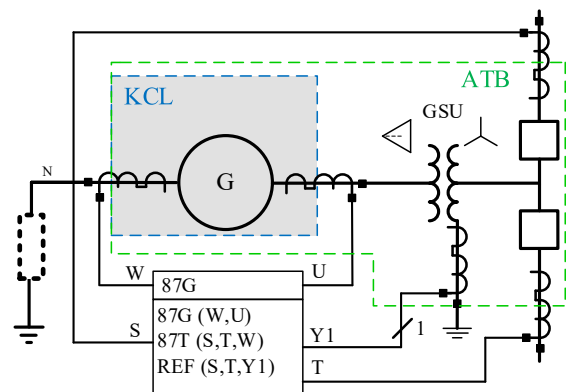 KCL
ATB
GSU
N
G
W
U
87G
S
87G (W,U)
87T (S,T,W)
REF (S,T,Y1)
Y1
1
T